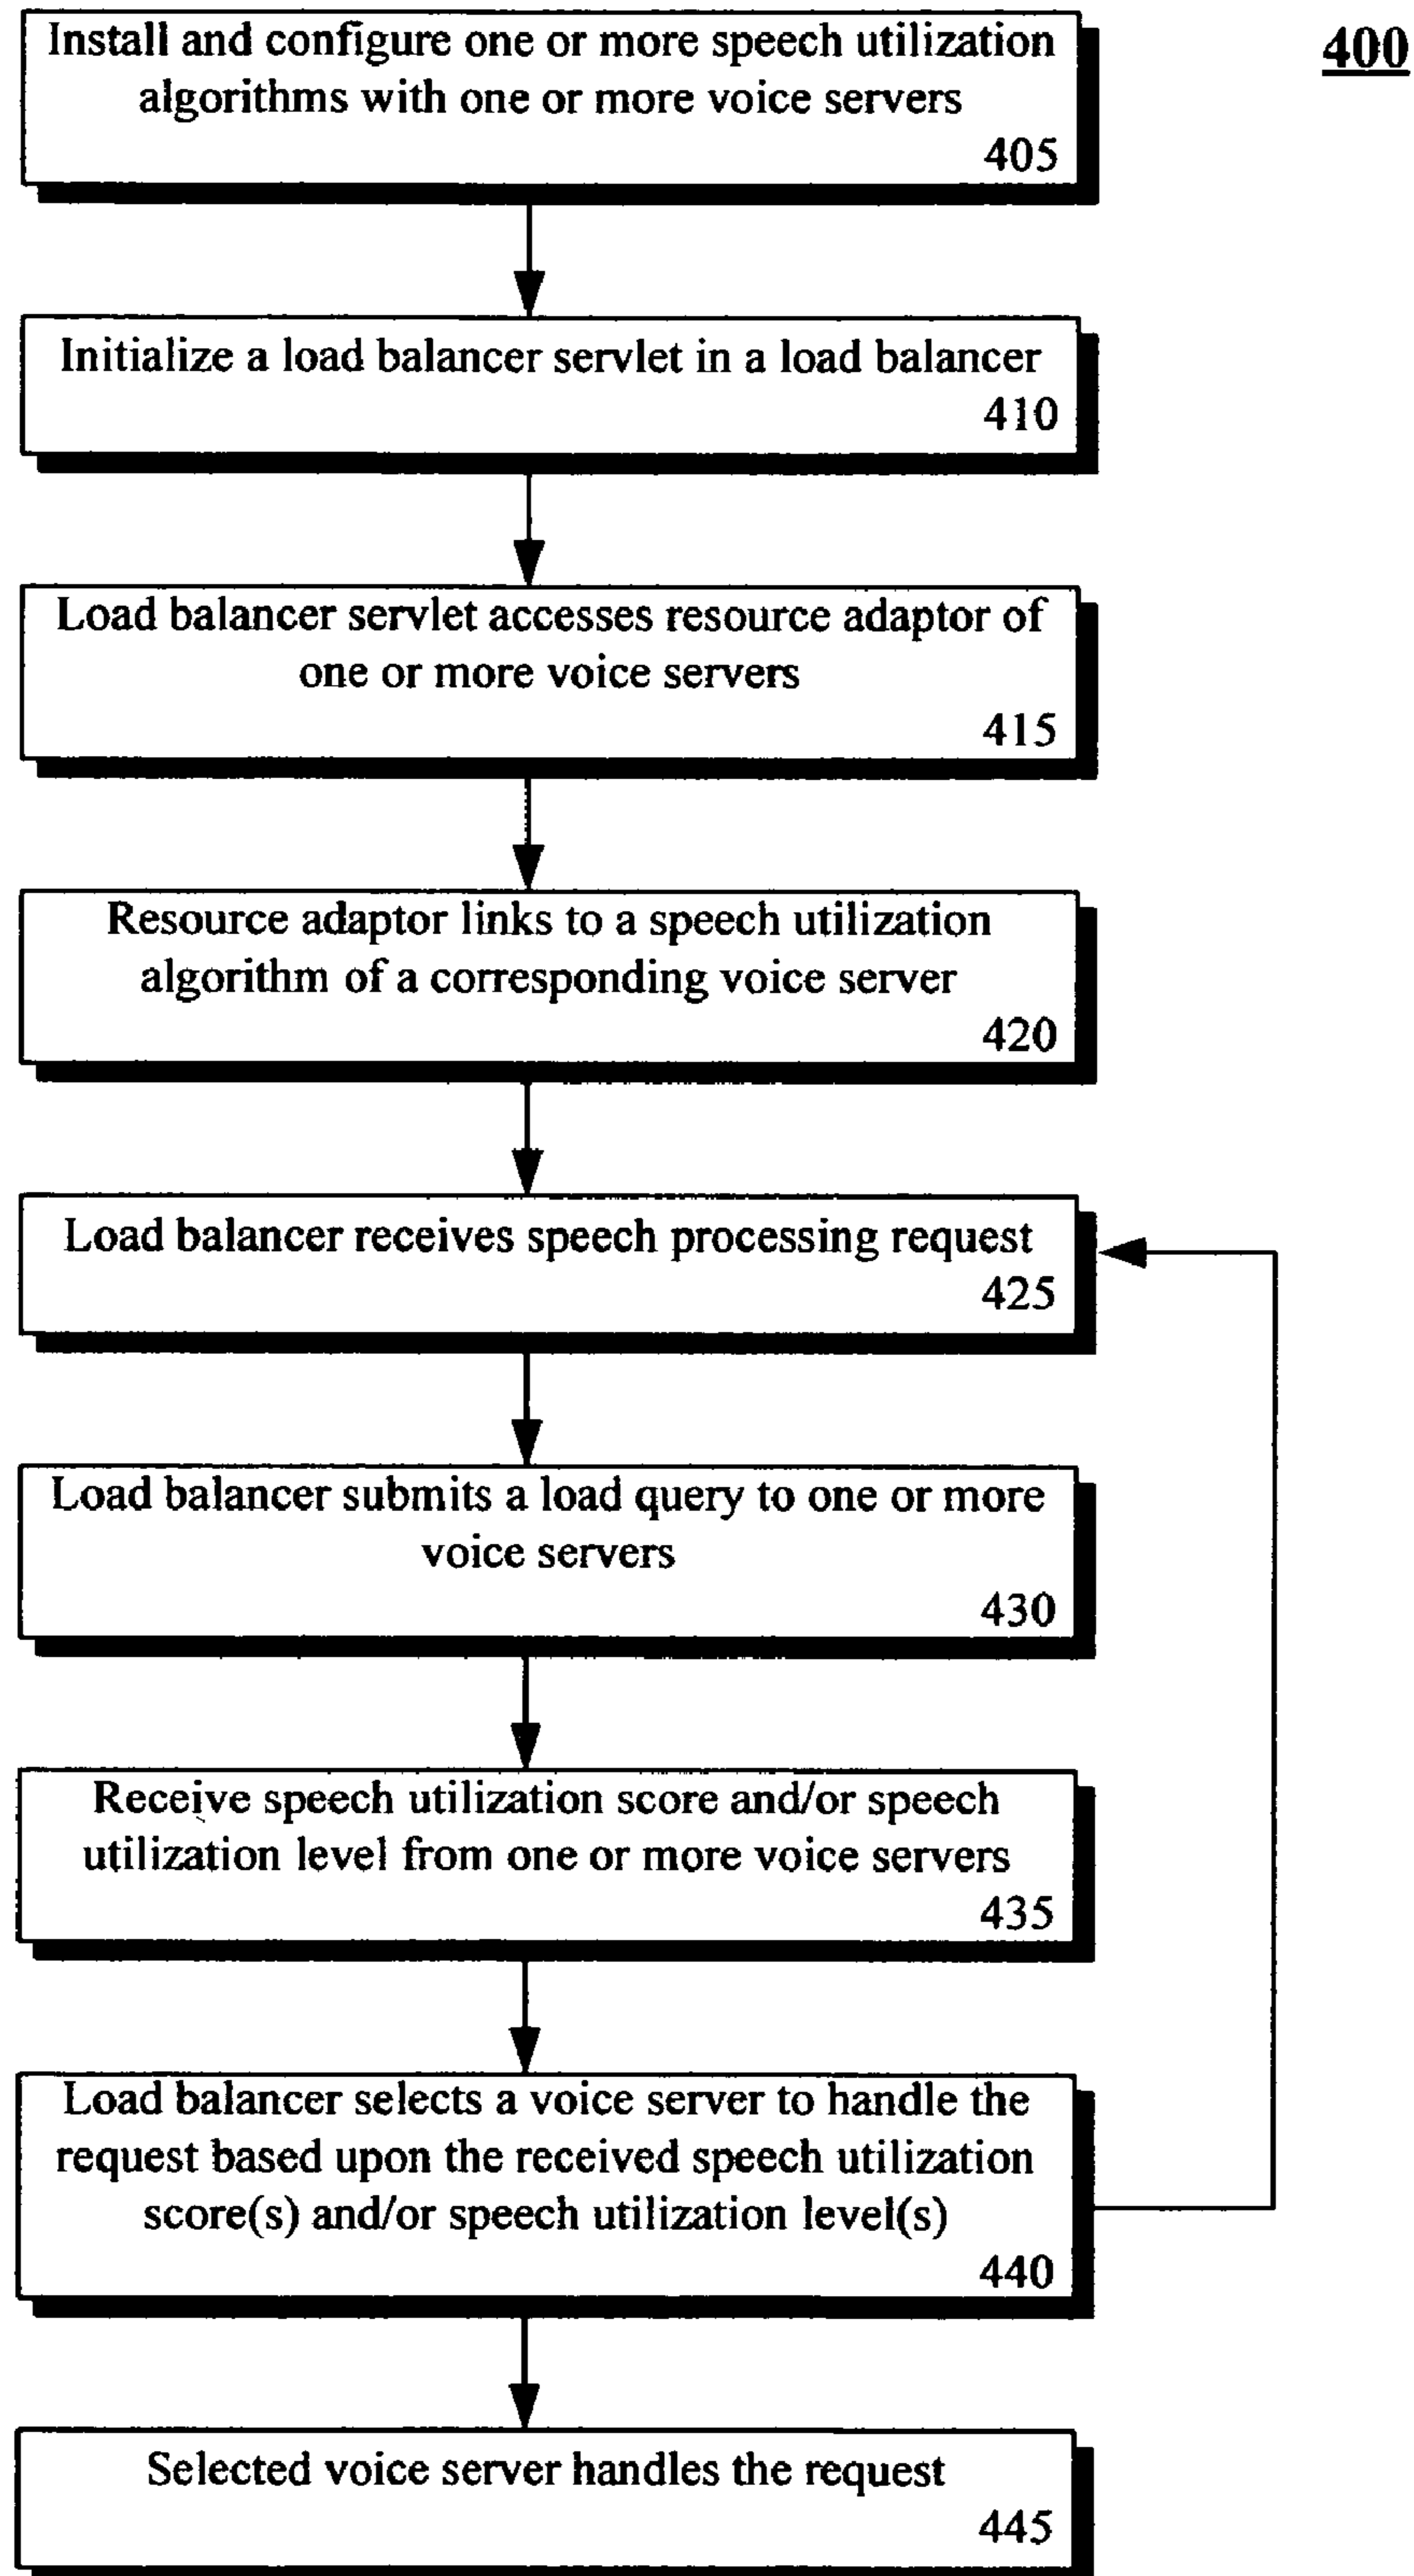 400
Install and configure one or more speech utilization
algorithms with one or more voice servers
405
Initialize a load balancer servlet in a load balancer
410
Load balancer servlet accesses resource adaptor of
one or more voice servers
415
Resource adaptor links to a speech utilization
algorithm of a corresponding voice server
420
Load balancer receives speech processing request
425
Load balancer submits a load query to one or more
voice servers
430
Receive speech utilization score and/or speech
utilization level from one or more voice servers
435
Load balancer selects a voice server to handle the
request based upon the received speech utilization
score(s) and/or speech utilization level(s)
440
Selected voice server handles the request
445